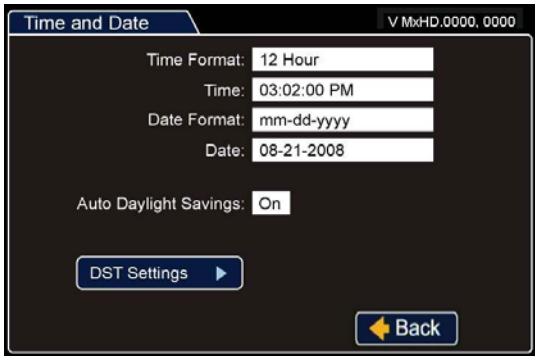 Time and Date V MxHD.0000, 0000
Time Format: 12 Hour
Time: 03:02:00 PM
Date Format: mm-dd-yyyy
Date: 08-21-2008
Auto Daylight Savings: On
DST Settings
Back